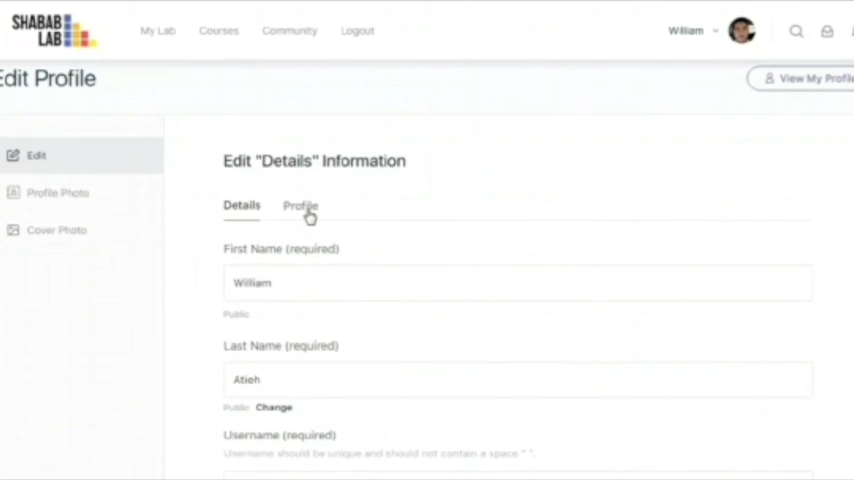 SHABAB
LAB
My Lab Courses Community Logout
William
Edit Profile
View My Profile
Edit
Profile Photo
Cover Photo
Edit "Details" Information
Details Profile
First Name (required)
William
Public
Last Name (required)
Atieh
Public Change
Username (required)
Username should be unique and should not contain a space " ".